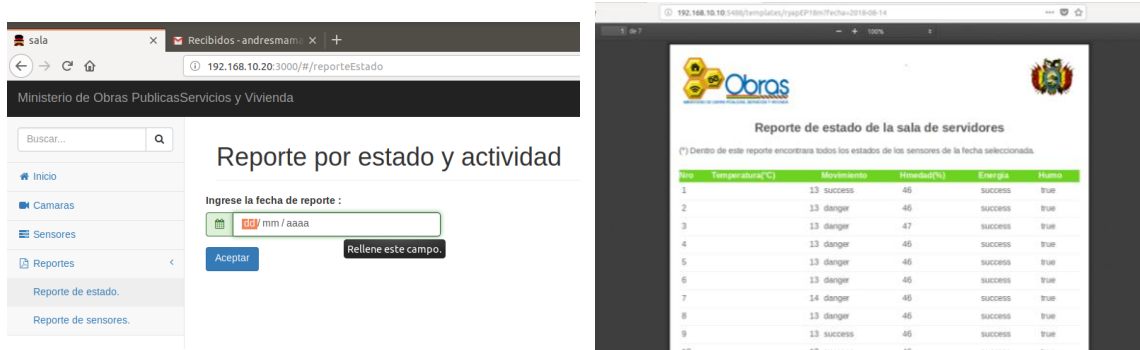 sala
Recibidos - andresmama
192.168.10.20:3000/#/reporteEstado
Ministerio de Obras PublicasServicios y Vivienda
Buscar...
Inicio
Camaras
Sensores
Reportes
Reporte de estado.
Reporte de sensores.
Reporte por estado y actividad
Ingrese la fecha de reporte :
dd / mm / aaaa
Rellene este campo.
Aceptar
192.168.10.10:5488/templates/ryepEP18m?Fecha=2018-08-14
1 de 7 — + 100%
Obras
Reporte de estado de la sala de servidores
(*) Dentro de este reporte encontrara todos los estados de los sensores de la fecha seleccionada.
Nro Temperatura(°C) Movimiento Hmedad(%) Energia Humo
1 13 success 46 success true
2 13 danger 46 success true
3 13 danger 47 success true
4 13 danger 46 success true
5 13 danger 46 success true
6 13 danger 46 success true
7 14 danger 46 success true
8 13 danger 46 success true
9 13 success 46 success true